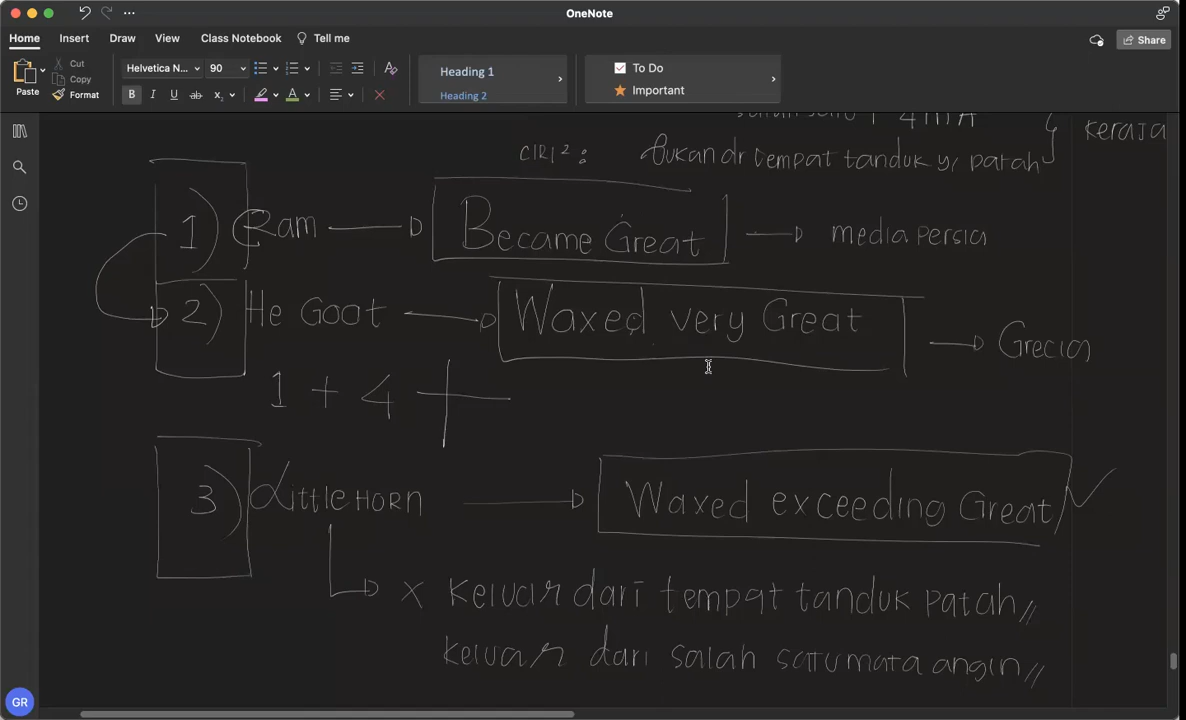 OneNote
Home Insert Draw View Class Notebook Tell me
Share
Paste
Cut
Copy
Format
Helvetica N... 90
B I U ab x
A
Heading 1
Heading 2
To Do
Important
CIRI²: Bukan dr tempat tanduk yg patah
keraja
1) Ram Became Great media persia
2) He Goat Waxed very Great Grecia
1 + 4
3) Little HORN Waxed exceeding Great
x keluar dari tempat tanduk patah
keluar dari salah satu mata angin
GR